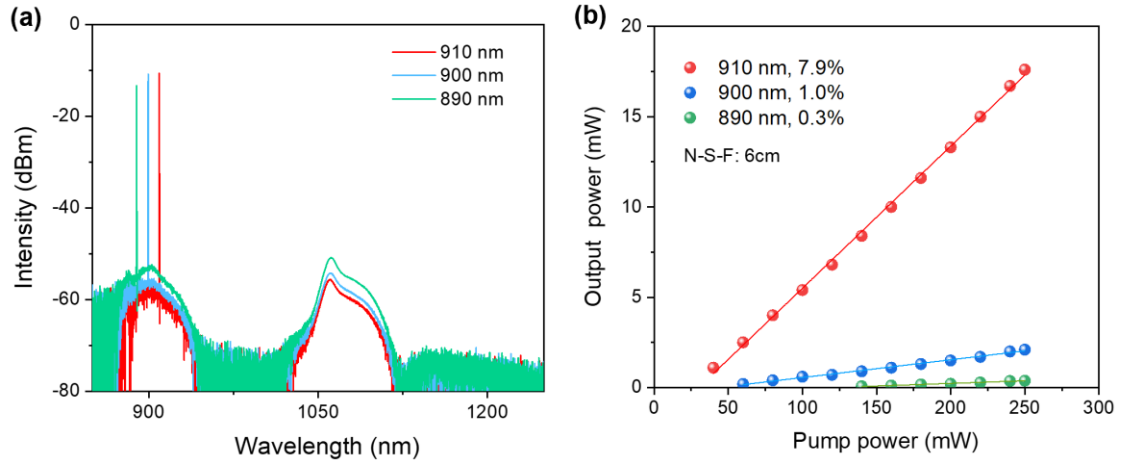 (a)
0
-20
-40
-60
-80
Intensity (dBm)
910 nm
900 nm
890 nm
900
1050
1200
Wavelength (nm)
(b)
20
15
10
5
0
Output power (mW)
910 nm, 7.9%
900 nm, 1.0%
890 nm, 0.3%
N-S-F: 6cm
0
50
100
150
200
250
300
Pump power (mW)